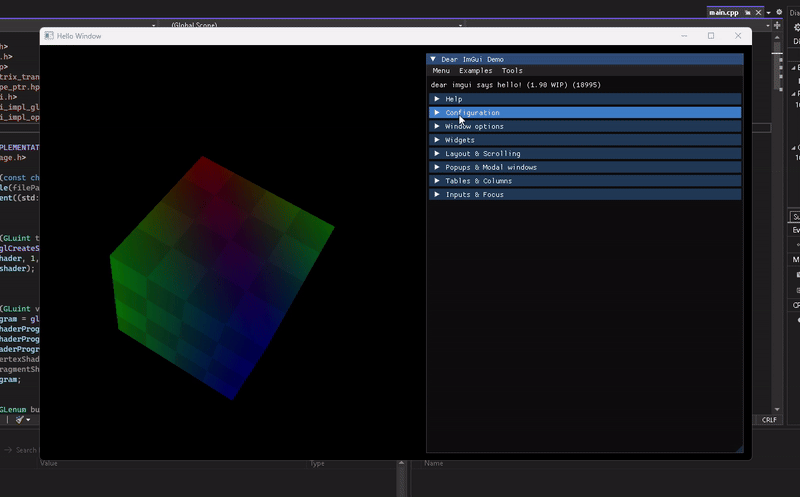 main.cpp
Dia
(Global Scope)
Hello Window
h>
.h>
trix_tran
pe_ptr.hp
i.h>
i_impl_gl
i_impl_op
PLEMENTAT
age.h>
(const ch
le(filePa
ent((std:
(GLuint t
glCreateS
hader, 1,
shader);
(GLuint v
gram = gl
haderProg
haderProg
aderProgr
ertexShad
ragmentSh
gram;
GLenum bu
Dear ImGui Demo
Menu Examples Tools
dear imgui says hello! (1.90 WIP) (18995)
Help
Configuration
Window options
Widgets
Layout & Scrolling
Popups & Modal windows
Tables & Columns
Inputs & Focus
Ev
CRLF
Search
Value
Type
Name